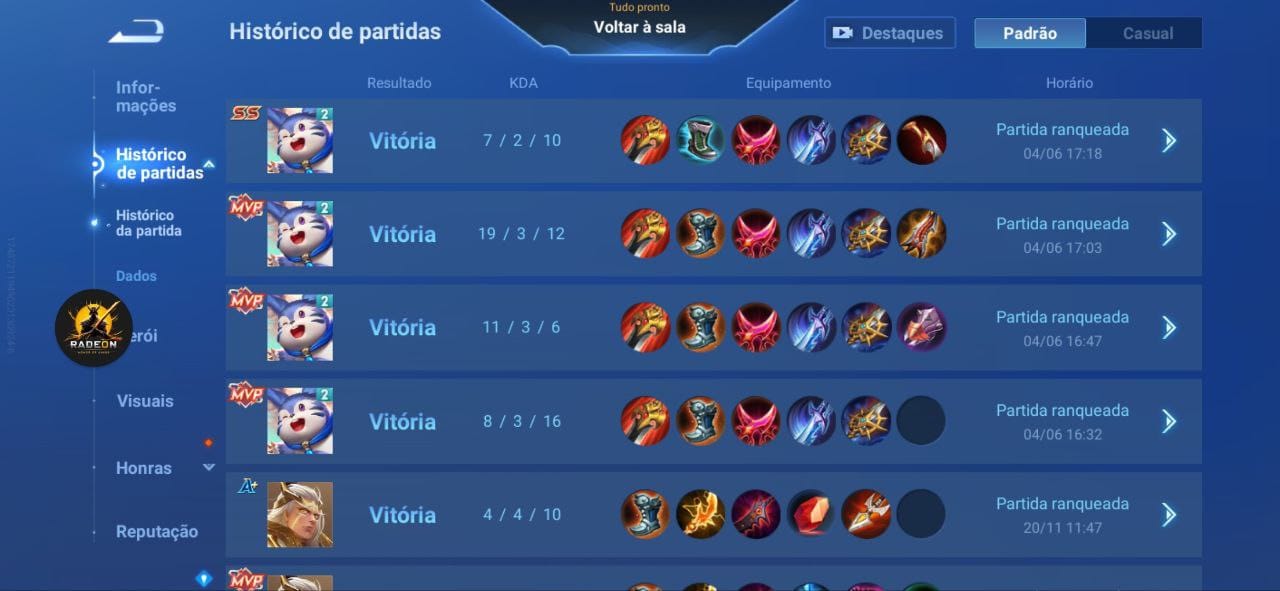 Tudo pronto
Voltar à sala
Histórico de partidas
Destaques
Padrão
Casual
Resultado
KDA
Equipamento
Horário
Infor-
mações
Histórico
de partidas
Histórico
da partida
Dados
erói
Visuais
Honras
Reputação
RADEON
SS
2
Vitória
7 / 2 / 10
Partida ranqueada
04/06 17:18
MVP
2
Vitória
19 / 3 / 12
Partida ranqueada
04/06 17:03
MVP
2
Vitória
11 / 3 / 6
Partida ranqueada
04/06 16:47
MVP
2
Vitória
8 / 3 / 16
Partida ranqueada
04/06 16:32
A+
Vitória
4 / 4 / 10
Partida ranqueada
20/11 11:47
MVP